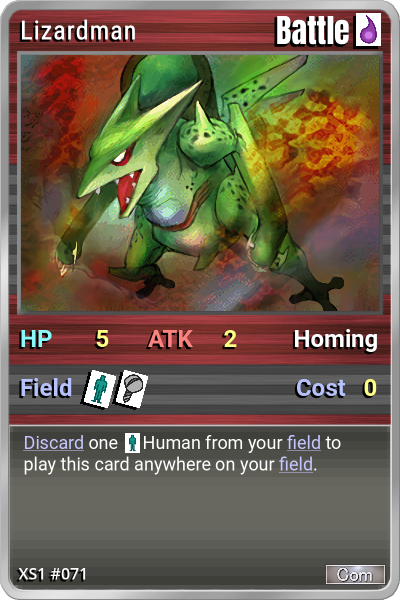 Lizardman Battle
HP 5 ATK 2 Homing
Field Cost 0
Discard one Human from your field to
play this card anywhere on your field.
XS1 #071 Com